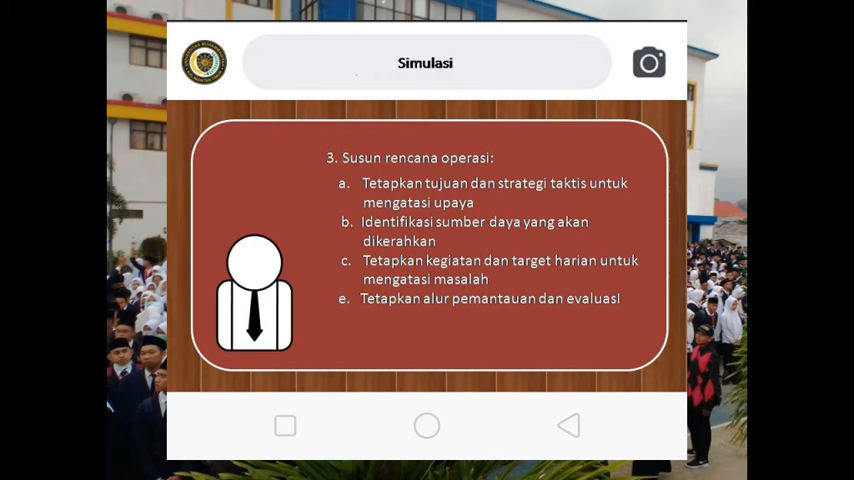 Simulasi
3. Susun rencana operasi:
a. Tetapkan tujuan dan strategi taktis untuk
mengatasi upaya
b. Identifikasi sumber daya yang akan
dikerahkan
c. Tetapkan kegiatan dan target harian untuk
mengatasi masalah
e. Tetapkan alur pemantauan dan evaluasI